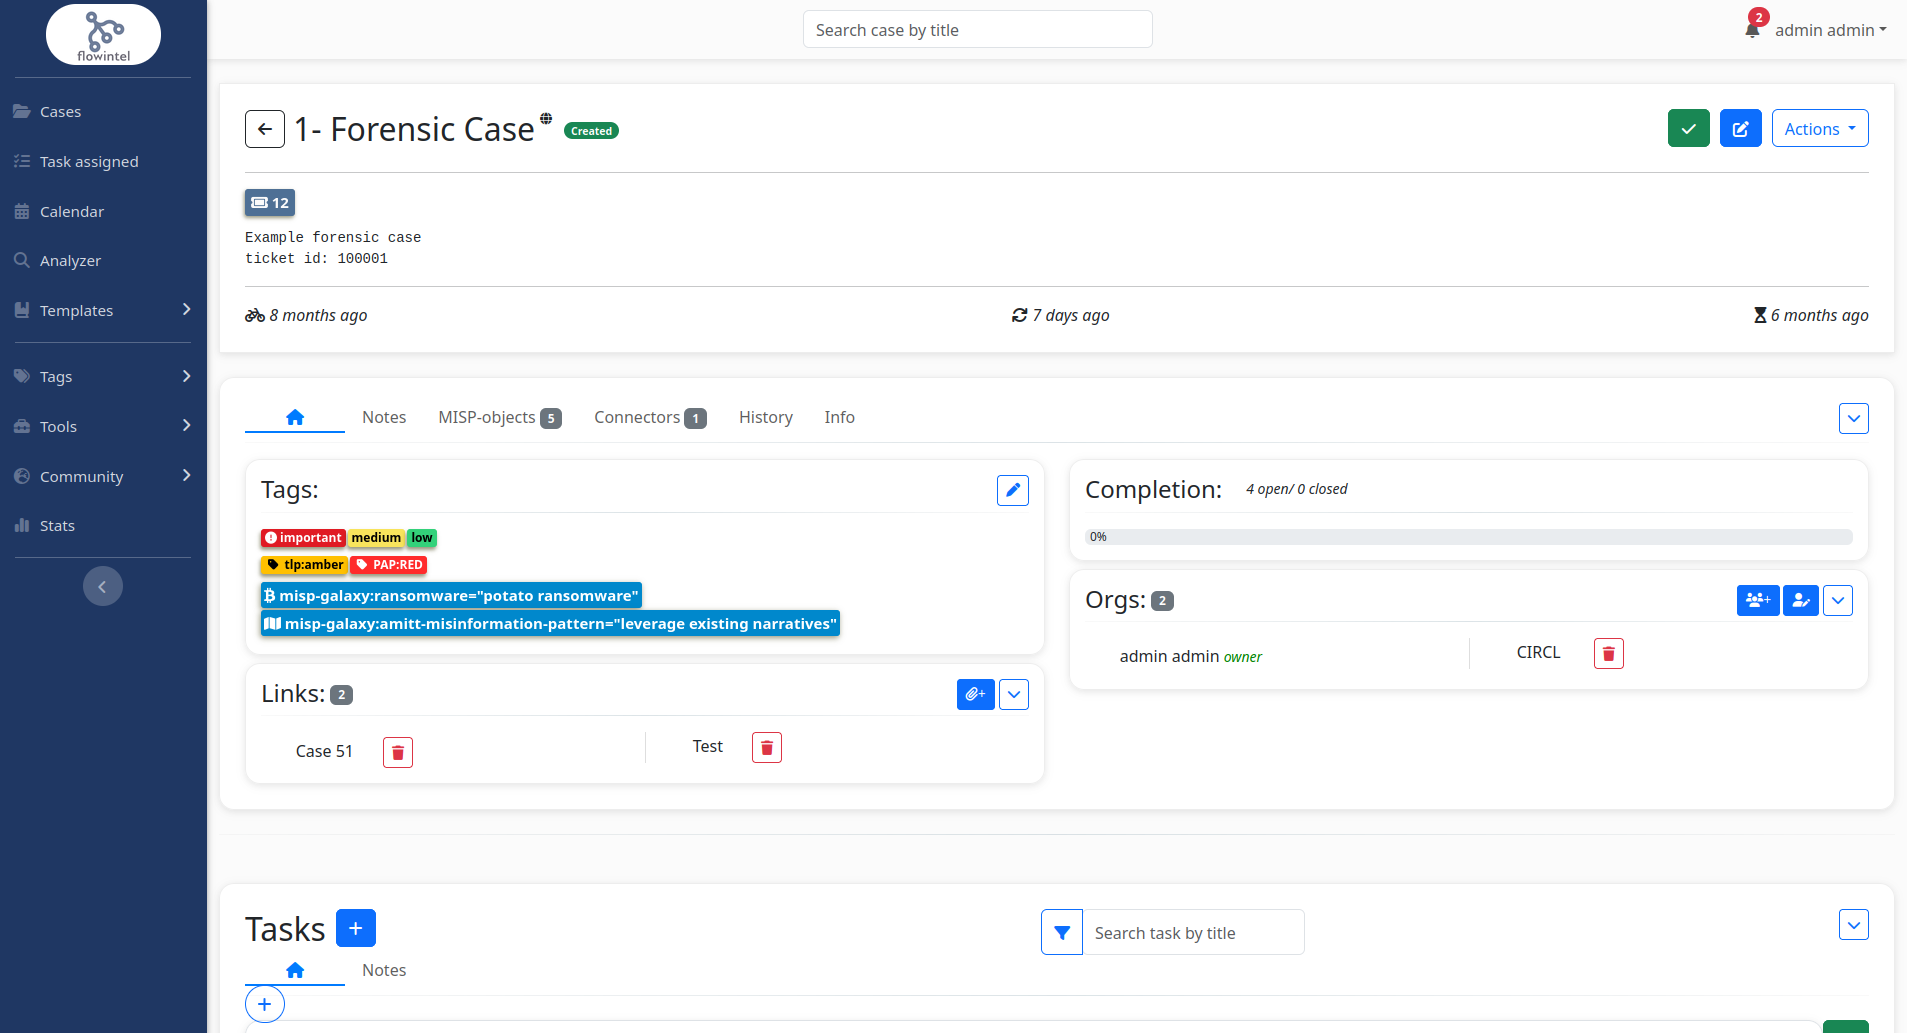 flowintel
Search case by title
2
admin admin
Cases
Task assigned
Calendar
Analyzer
Templates
Tags
Tools
Community
Stats
1- Forensic Case Created
Actions
12
Example forensic case
ticket id: 100001
8 months ago
7 days ago
6 months ago
Notes
MISP-objects 5
Connectors 1
History
Info
Tags:
important medium low
tlp:amber PAP:RED
misp-galaxy:ransomware="potato ransomware"
misp-galaxy:amitt-misinformation-pattern="leverage existing narratives"
Links: 2
Case 51
Test
Completion: 4 open/ 0 closed
0%
Orgs: 2
admin admin owner
CIRCL
Tasks
Search task by title
Notes